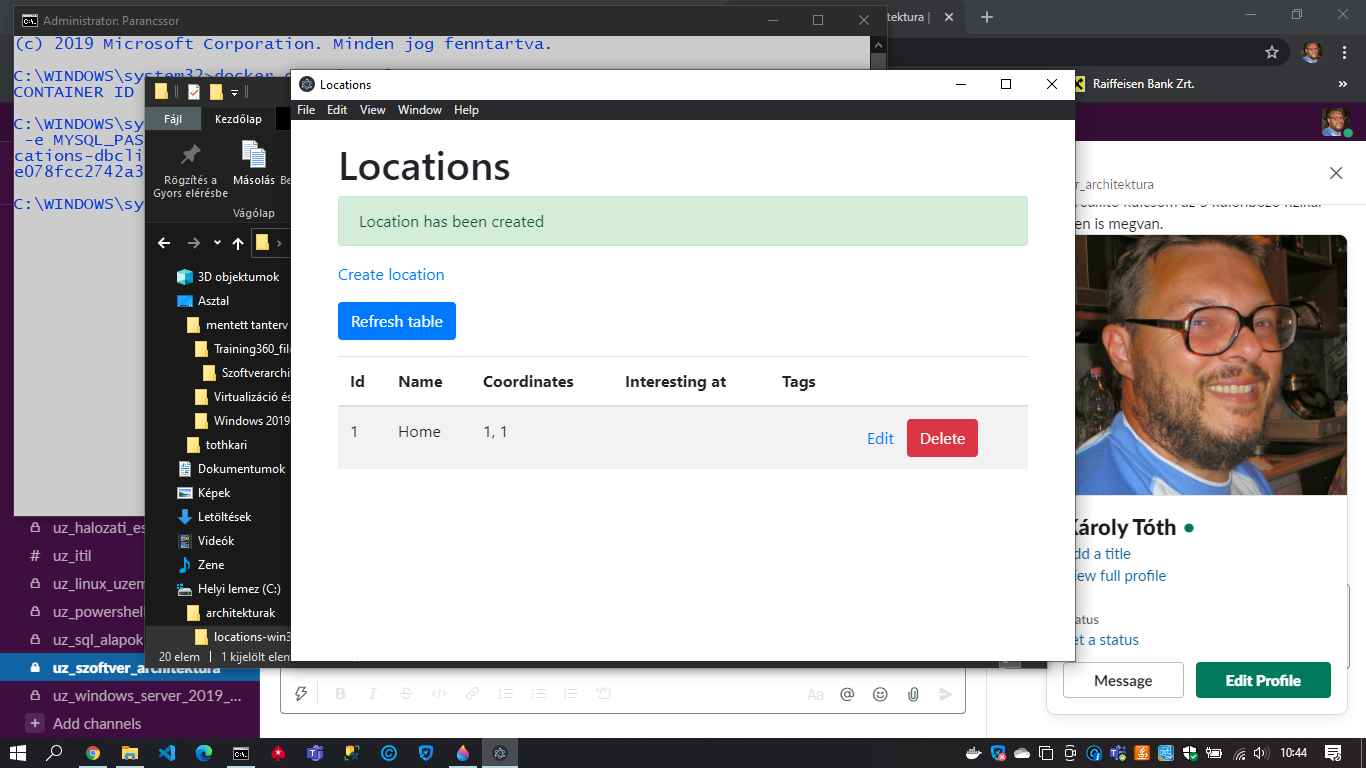 Administrator: Parancssor
(c) 2019 Microsoft Corporation. Minden jog fenntartva.
C:\WINDOWS\system32>docker
CONTAINER ID
C:\WINDOWS\sy
-e MYSQL_PAS
cations-dbcli
e078fcc2742a3
C:\WINDOWS\sy
Fájl
Kezdőlap
Rögzítés a
Gyors elérésbe
Másolás
Be
Vágólap
3D objektumok
Asztal
mentett tanterv
Training360_fil
Szoftverarchi
Virtualizáció és
Windows 2019
tothkari
Dokumentumok
Képek
Letöltések
Videók
Zene
Helyi lemez (C:)
architekturak
locations-win3
20 elem
1 kijelölt elem
Locations
File Edit View Window Help
Locations
Location has been created
Create location
Refresh table
Id Name Coordinates Interesting at Tags
1 Home 1, 1 Edit Delete
itektura |
Raiffeisen Bank Zrt.
»
r_architektura
en is megvan.
Károly Tóth
dd a title
iew full profile
atus
et a status
Message
Edit Profile
uz_halozati_es
# uz_itil
uz_linux_uzem
uz_powershell
uz_sql_alapok
uz_szoftver_architektura
uz_windows_server_2019_...
+ Add channels
B I S
Aa @
10:44